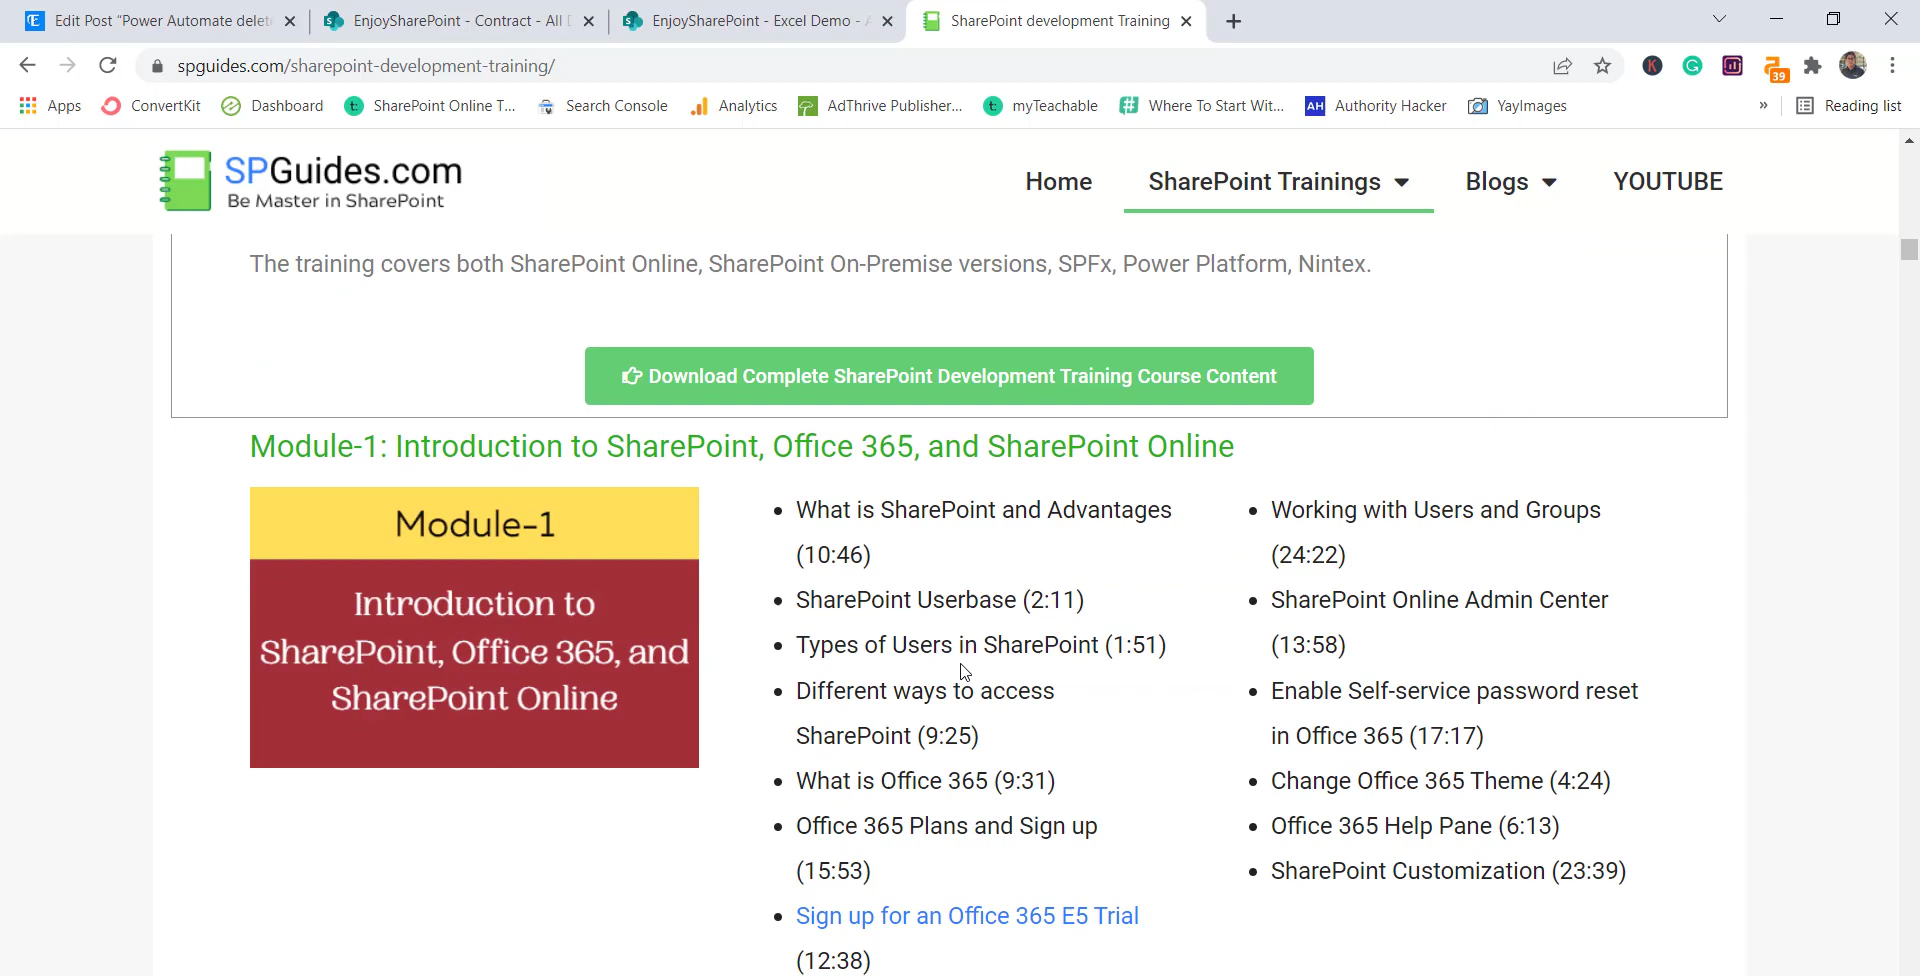 Edit Post "Power Automate delet
EnjoySharePoint - Contract - All D
EnjoySharePoint - Excel Demo - A
SharePoint development Training
spguides.com/sharepoint-development-training/
39
Apps
ConvertKit
Dashboard
SharePoint Online T...
Search Console
Analytics
AdThrive Publisher...
myTeachable
Where To Start Wit...
AH
Authority Hacker
YayImages
»
Reading list
SPGuides.com
Be Master in SharePoint
Home
SharePoint Trainings
Blogs
YOUTUBE
The training covers both SharePoint Online, SharePoint On-Premise versions, SPFx, Power Platform, Nintex.
Download Complete SharePoint Development Training Course Content
Module-1: Introduction to SharePoint, Office 365, and SharePoint Online
Module-1
Introduction to
SharePoint, Office 365, and
SharePoint Online
What is SharePoint and Advantages
(10:46)
SharePoint Userbase (2:11)
Types of Users in SharePoint (1:51)
Different ways to access
SharePoint (9:25)
What is Office 365 (9:31)
Office 365 Plans and Sign up
(15:53)
Sign up for an Office 365 E5 Trial
(12:38)
Working with Users and Groups
(24:22)
SharePoint Online Admin Center
(13:58)
Enable Self-service password reset
in Office 365 (17:17)
Change Office 365 Theme (4:24)
Office 365 Help Pane (6:13)
SharePoint Customization (23:39)